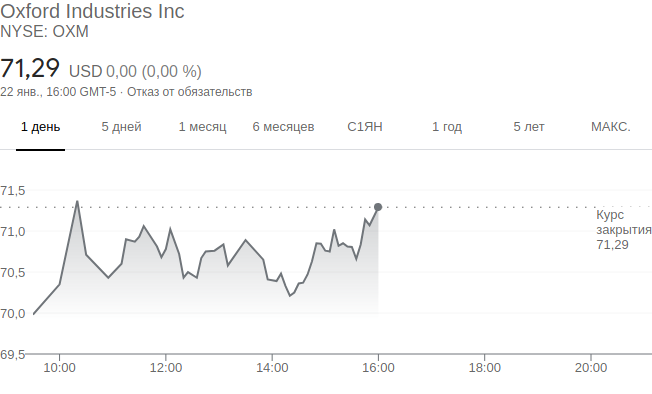 Oxford Industries Inc
NYSE: OXM
71,29 USD 0,00 (0,00 %)
22 янв., 16:00 GMT-5 · Отказ от обязательств
1 день 5 дней 1 месяц 6 месяцев С1ЯН 1 год 5 лет МАКС.
71,5
Курс
закрытия
71,29
71,0
70,5
70,0
69,5
10:00 12:00 14:00 16:00 18:00 20:00